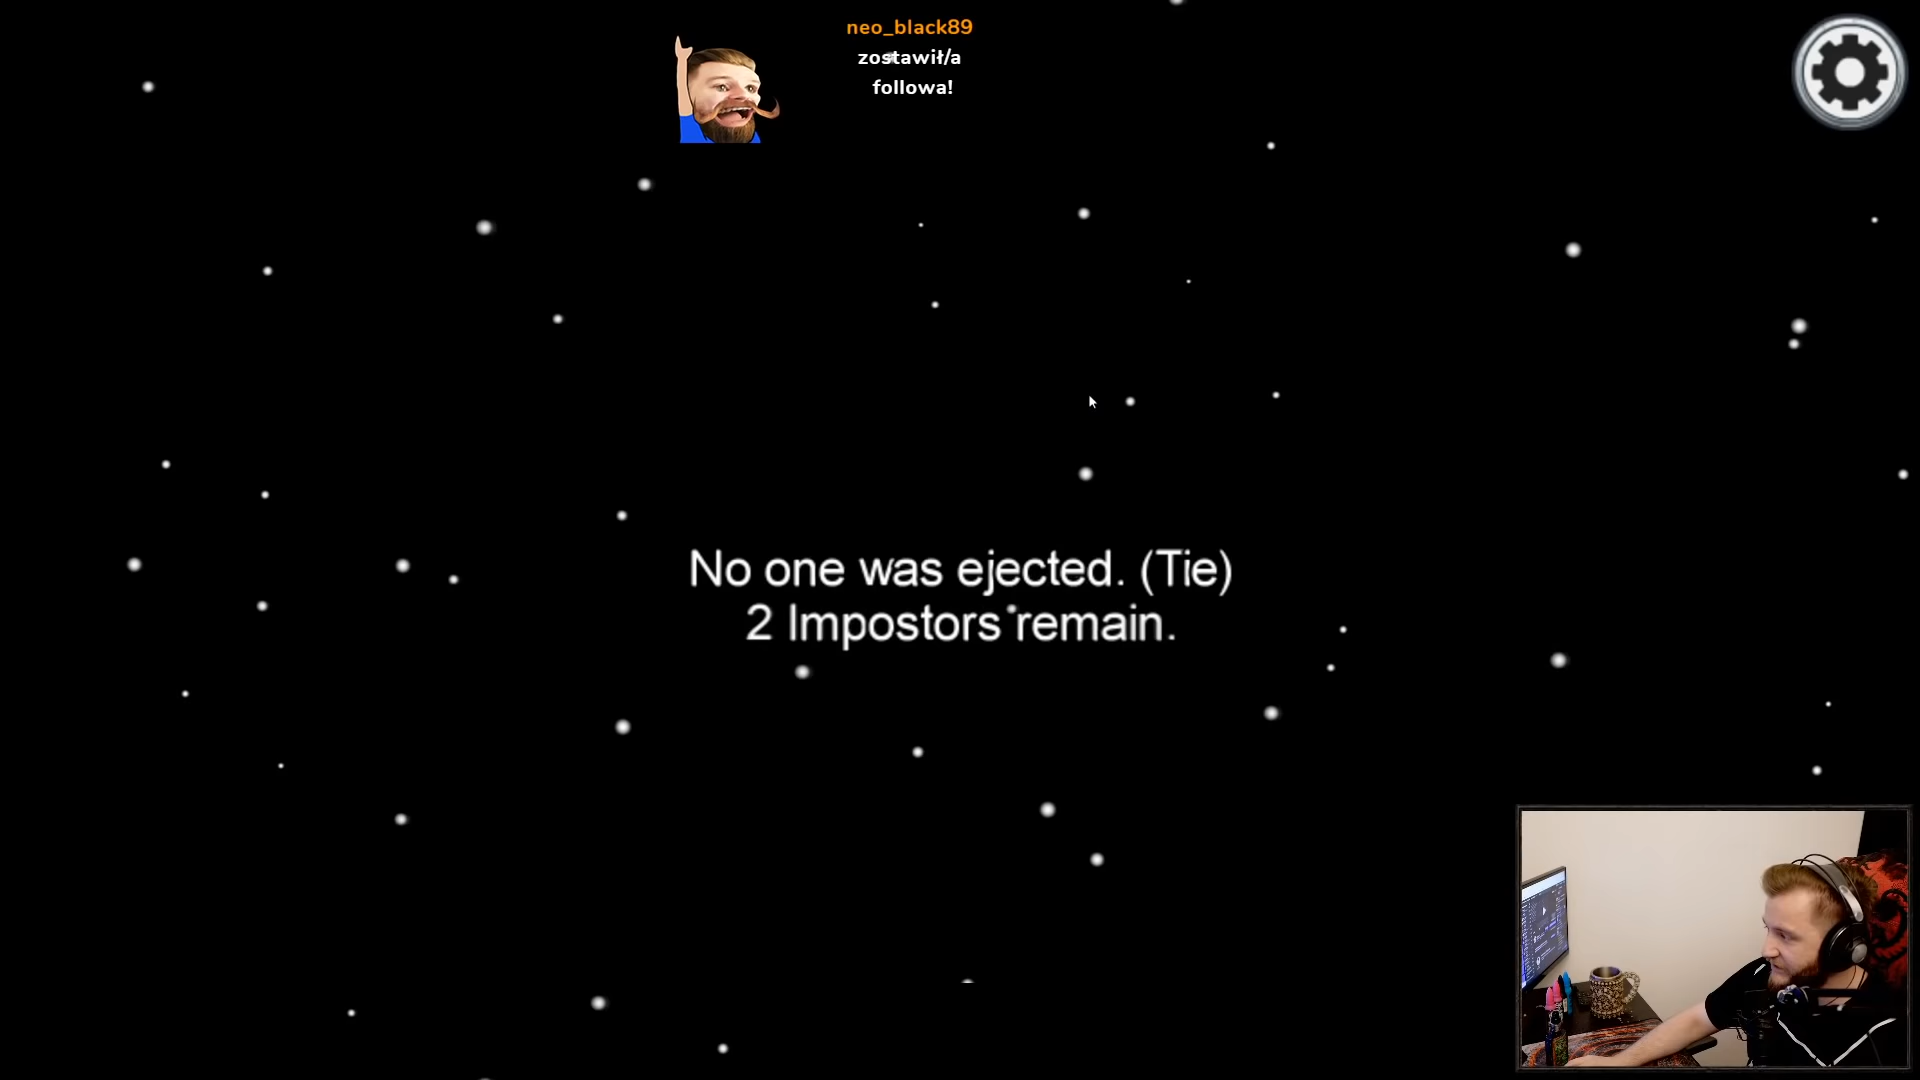 neo_black89
zostawił/a
followa!
No one was ejected. (Tie)
2 Impostors remain.